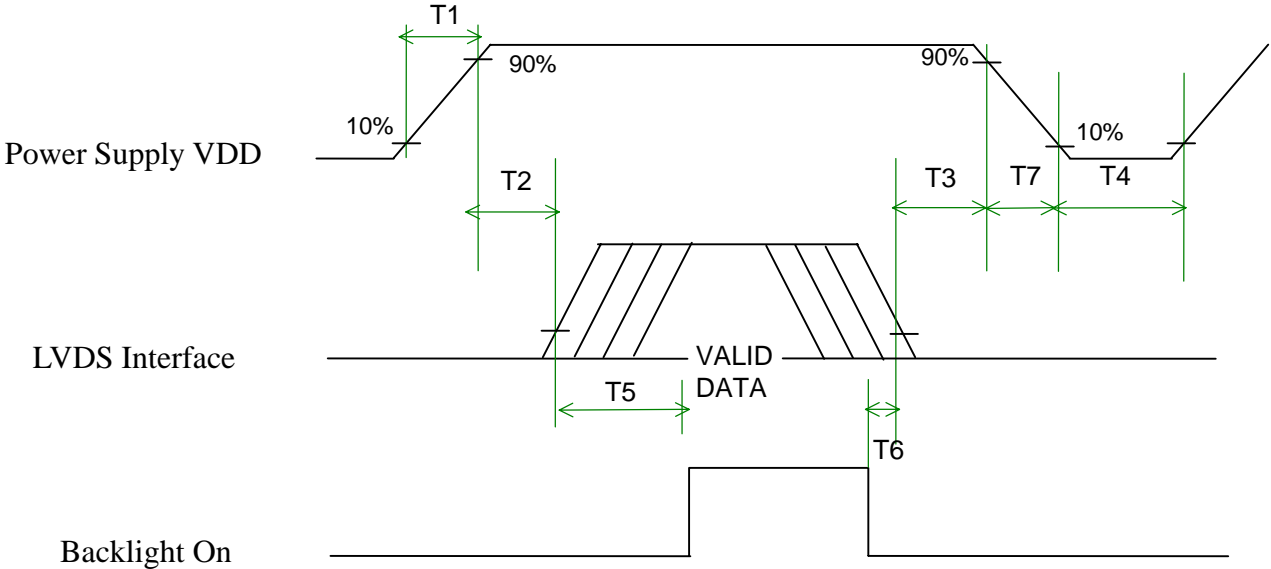 T1
90%
90%
10%
10%
Power Supply VDD
T2
T3
T7
T4
LVDS Interface
VALID
DATA
T5
T6
Backlight On